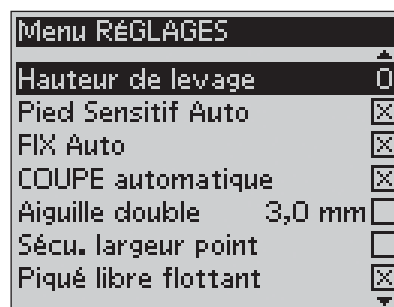 Menu RéGLAGES
Hauteur de levage 0
Pied Sensitif Auto
FIX Auto
COUPE automatique
Aiguille double 3,0 mm
Sécu. largeur point
Piqué libre flottant